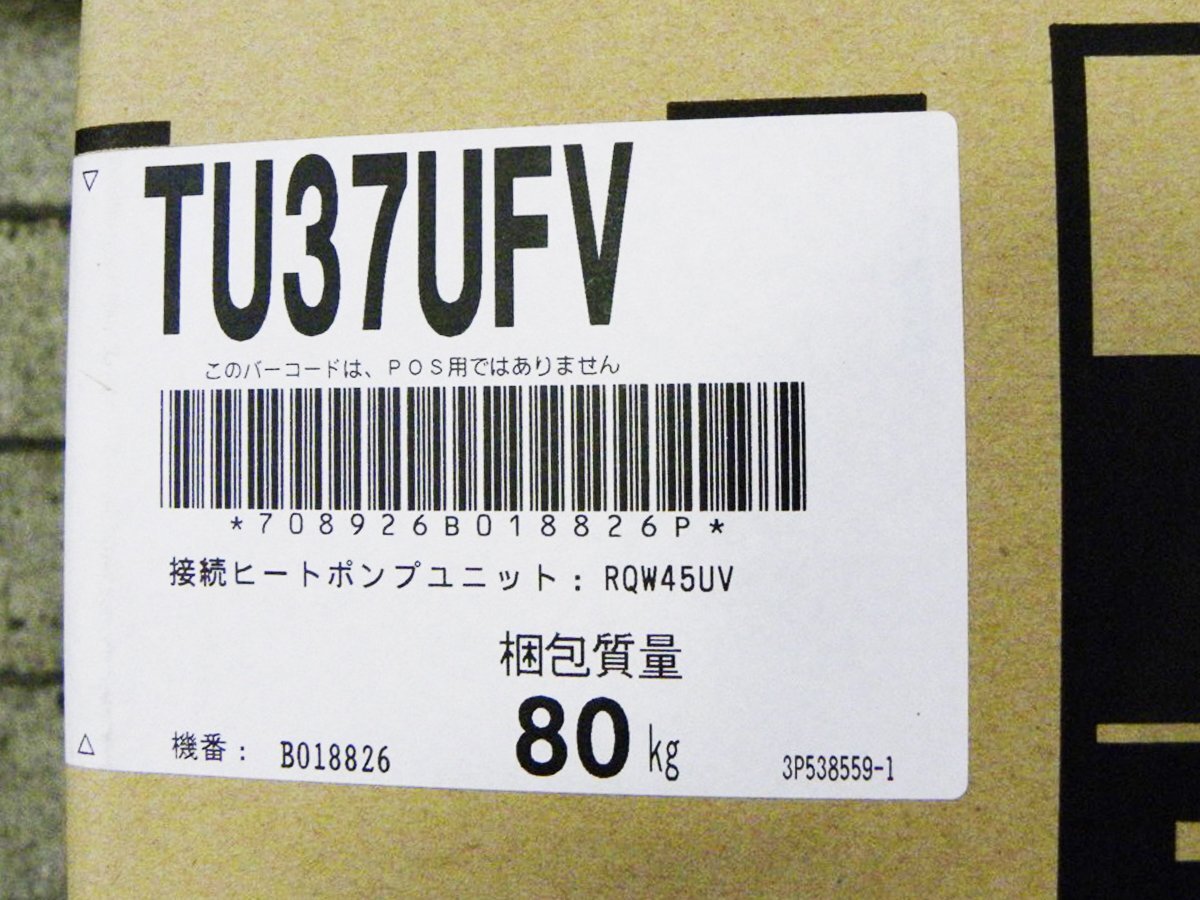 TU37UFV
このバーコードは、POS用ではありません
*708926B018826P*
接続ヒートポンプユニット: RQW45UV
梱包質量
80kg
機番: B018826
3P538559-1